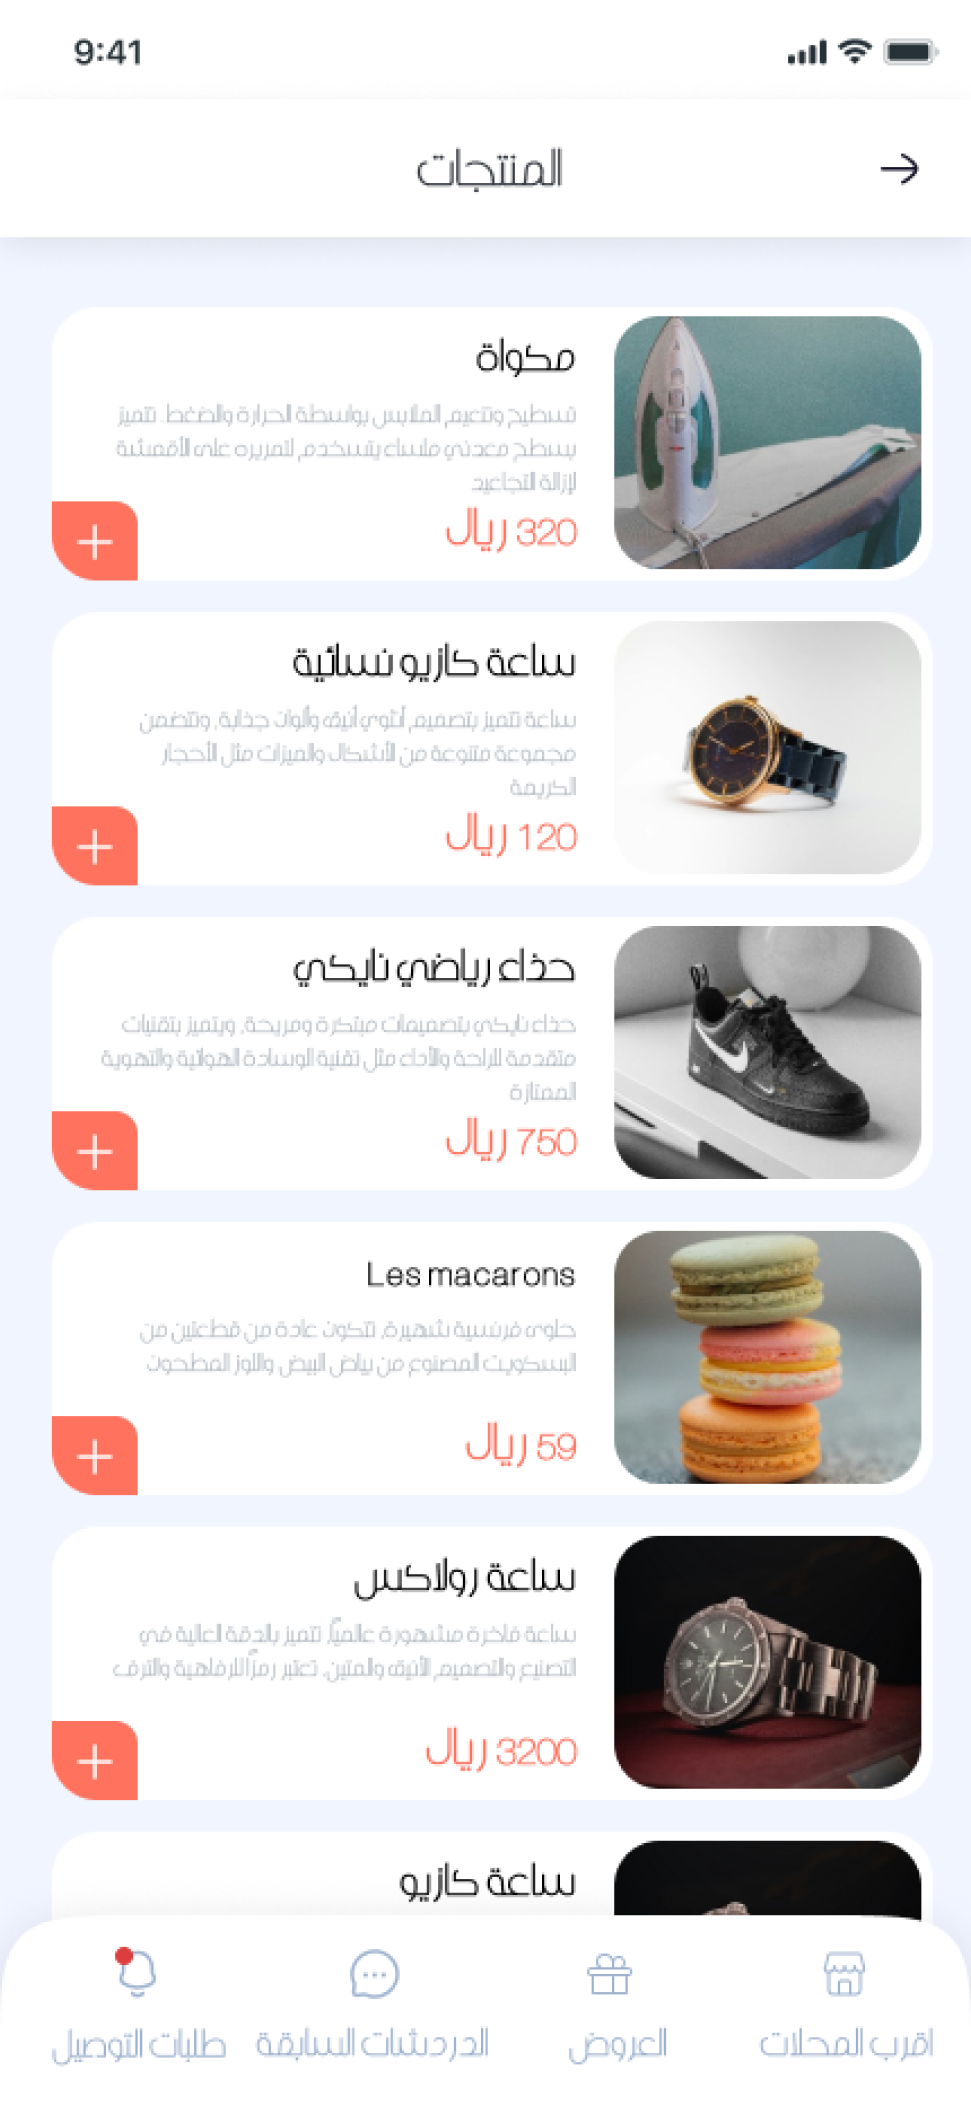 9:41
المنتجات
مكواة
تسطيح وتنعيم الملابس بواسطة الحرارة والضغط. تتميز
بسطح معدني ملساء يتسخدم لتمريره على الأقمشة
لإزالة التجاعيد
320 ريال
ساعة كازيو نسائية
ساعة تتميز بتصميم أنثوي أنيق وألوان جذابة، وتتضمن
مجموعة متنوعة من الأشكال والميزات مثل الأحجار
الكريمة
120 ريال
حذاء رياضي نايكي
حذاء نايكي بتصميمات مبتكرة ومريحة، ويتميز بتقنيات
متقدمة للراحة والأداء مثل تقنية الوسادة الهوائية والتهوية
الممتازة
750 ريال
Les macarons
حلوى فرنسية شهيرة، تتكون عادة من قطعتين من
البسكويت المصنوع من بياض البيض واللوز المطحون
59 ريال
ساعة رولاكس
ساعة فاخرة مشهورة عالميًا، تتميز بالدقة اعالية في
التصنيع والتصميم الأنيق والمتين. تعتبر رمزًا للرفاهية والترف
3200 ريال
ساعة كازيو
اقرب المحلات
العروض
الدردشات السابقة
طلبات التوصيل